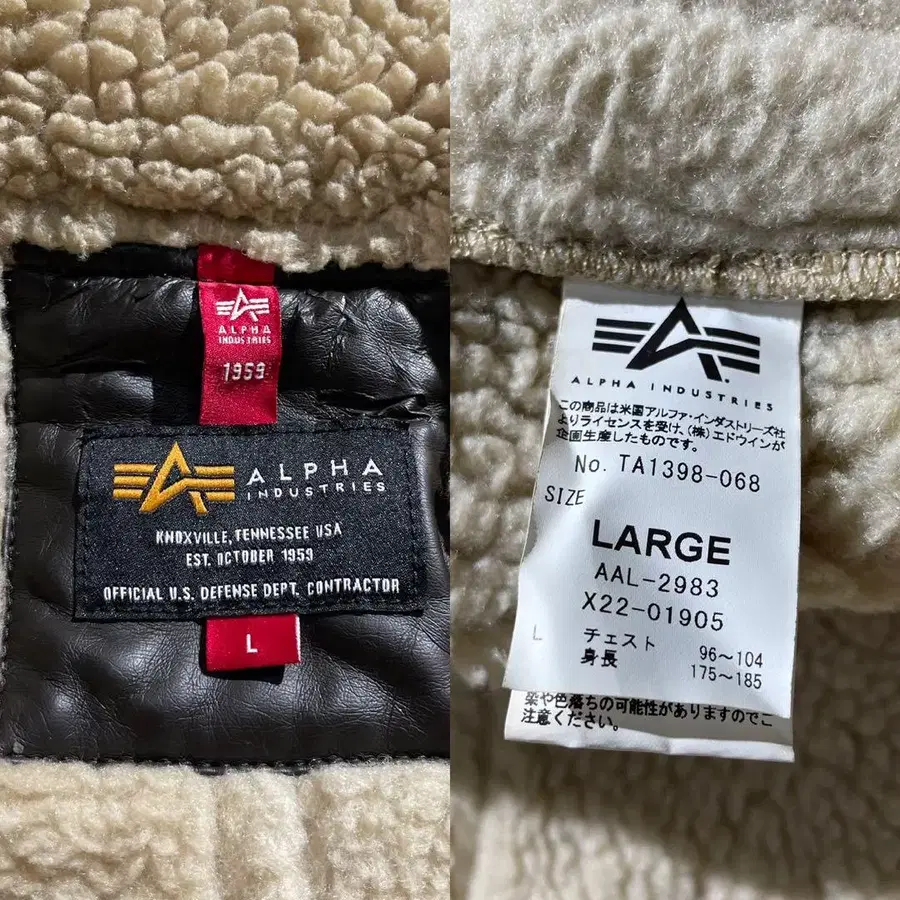 ALPHA
INDUSTRIES
1959
ALPHA
INDUSTRIES
KNOXVILLE, TENNESSEE USA
EST. OCTOBER 1959
OFFICIAL U.S. DEFENSE DEPT. CONTRACTOR
L
ALPHA INDUSTRIES
この商品は米国アルファ・インダストリーズ社
よりライセンスを受け、(株)エドウインが
企画生産したものです。
No. TA1398-068
SIZE
LARGE
AAL-2983
X22-01905
L チェスト 96〜104
身長 175〜185
染や色落ちの可能性がありますのでご
注意ください。